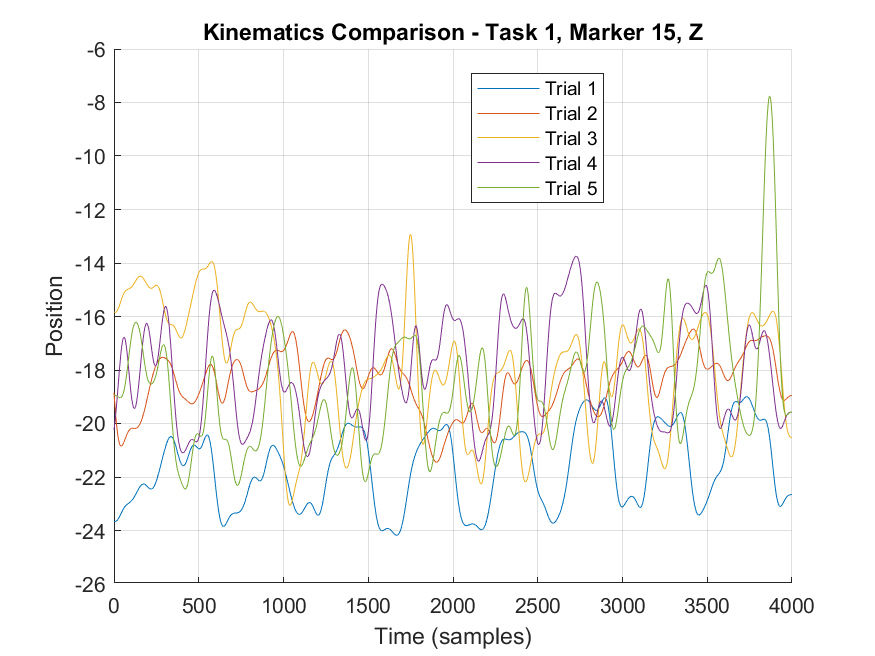 Kinematics Comparison - Task 1, Marker 15, Z
-6
-8
-10
-12
-14
-16
-18
-20
-22
-24
-26
Position
Trial 1
Trial 2
Trial 3
Trial 4
Trial 5
0 500 1000 1500 2000 2500 3000 3500 4000
Time (samples)